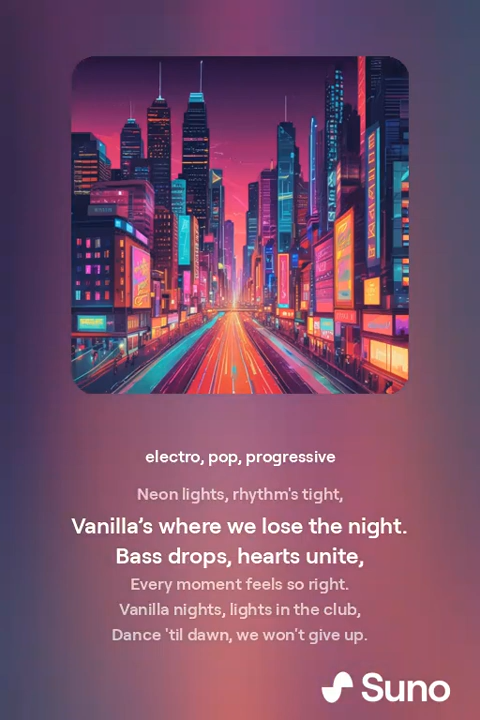 electro, pop, progressive
Neon lights, rhythm's tight,
Vanilla's where we lose the night.
Bass drops, hearts unite,
Every moment feels so right.
Vanilla nights, lights in the club,
Dance 'til dawn, we won't give up.
Suno